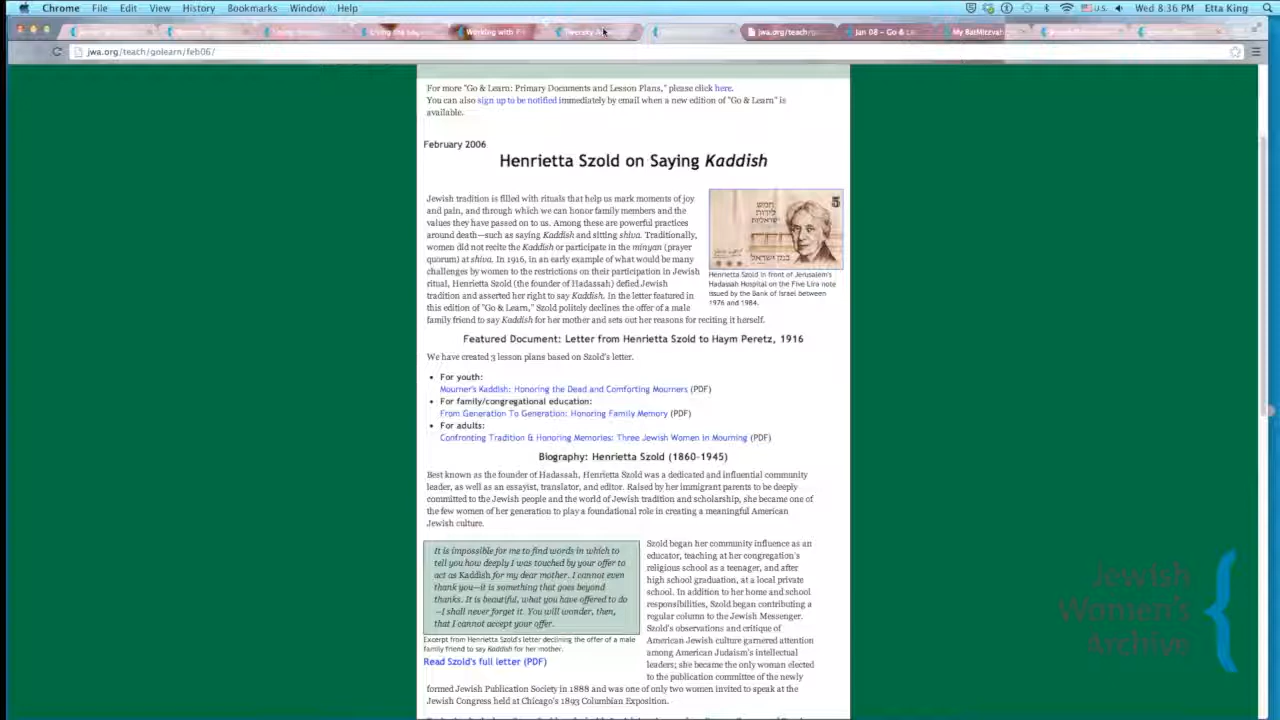 Chrome File Edit View History Bookmarks Window Help U.S. Wed 8:36 PM Etta King
Working with jwa.org/teach/g Jan 08 – Go & L My BatMitzvah
jwa.org/teach/golearn/feb06/
For more "Go & Learn: Primary Documents and Lesson Plans," please click here.
You can also sign up to be notified immediately by email when a new edition of "Go & Learn" is
available.
February 2006
Henrietta Szold on Saying Kaddish
Jewish tradition is filled with rituals that help us mark moments of joy
and pain, and through which we can honor family members and the
values they have passed on to us. Among these are powerful practices
around death—such as saying Kaddish and sitting shiva. Traditionally,
women did not recite the Kaddish or participate in the minyan (prayer
quorum) at shiva. In 1916, in an early example of what would be many
challenges by women to the restrictions on their participation in Jewish
ritual, Henrietta Szold (the founder of Hadassah) defied Jewish
tradition and asserted her right to say Kaddish. In the letter featured in
this edition of "Go & Learn," Szold politely declines the offer of a male
family friend to say Kaddish for her mother and sets out her reasons for reciting it herself.
5
חמש
לירות
ישראליות
בנק ישראל
Henrietta Szold in front of Jerusalem's
Hadassah Hospital on the Five Lira note
issued by the Bank of Israel between
1976 and 1984.
Featured Document: Letter from Henrietta Szold to Haym Peretz, 1916
We have created 3 lesson plans based on Szold's letter.
• For youth:
Mourner's Kaddish: Honoring the Dead and Comforting Mourners (PDF)
• For family/congregational education:
From Generation To Generation: Honoring Family Memory (PDF)
• For adults:
Confronting Tradition & Honoring Memories: Three Jewish Women in Mourning (PDF)
Biography: Henrietta Szold (1860–1945)
Best known as the founder of Hadassah, Henrietta Szold was a dedicated and influential community
leader, as well as an essayist, translator, and editor. Raised by her immigrant parents to be deeply
committed to the Jewish people and the world of Jewish tradition and scholarship, she became one of
the few women of her generation to play a foundational role in creating a meaningful American
Jewish culture.
It is impossible for me to find words in which to
tell you how deeply I was touched by your offer to
act as Kaddish for my dear mother. I cannot even
thank you—it is something that goes beyond
thanks. It is beautiful, what you have offered to do
—I shall never forget it. You will wonder, then,
that I cannot accept your offer.
Excerpt from Henrietta Szold's letter declining the offer of a male
family friend to say Kaddish for her mother.
Read Szold's full letter (PDF)
Szold began her community influence as an
educator, teaching at her congregation's
religious school as a teenager, and after
high school graduation, at a local private
school. In addition to her home and school
responsibilities, Szold began contributing a
regular column to the Jewish Messenger.
Szold's observations and critique of
American Jewish culture garnered attention
among American Judaism's intellectual
leaders; she became the only woman elected
to the publication committee of the newly
formed Jewish Publication Society in 1888 and was one of only two women invited to speak at the
Jewish Congress held at Chicago's 1893 Columbian Exposition.
Jewish
Women's
Archive